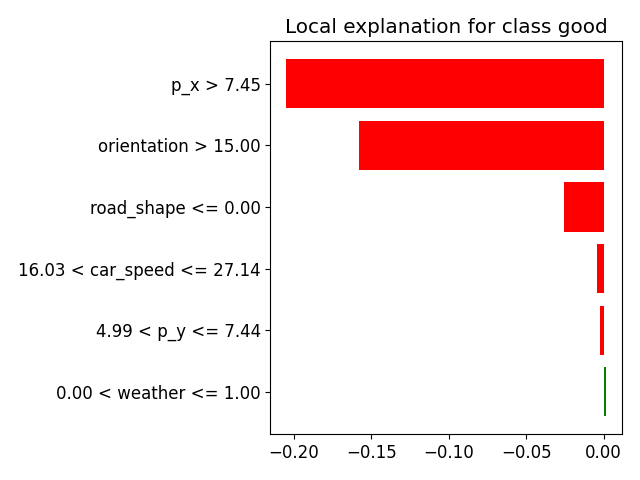 Local explanation for class good
p_x > 7.45
orientation > 15.00
road_shape <= 0.00
16.03 < car_speed <= 27.14
4.99 < p_y <= 7.44
0.00 < weather <= 1.00
−0.20 −0.15 −0.10 −0.05 0.00